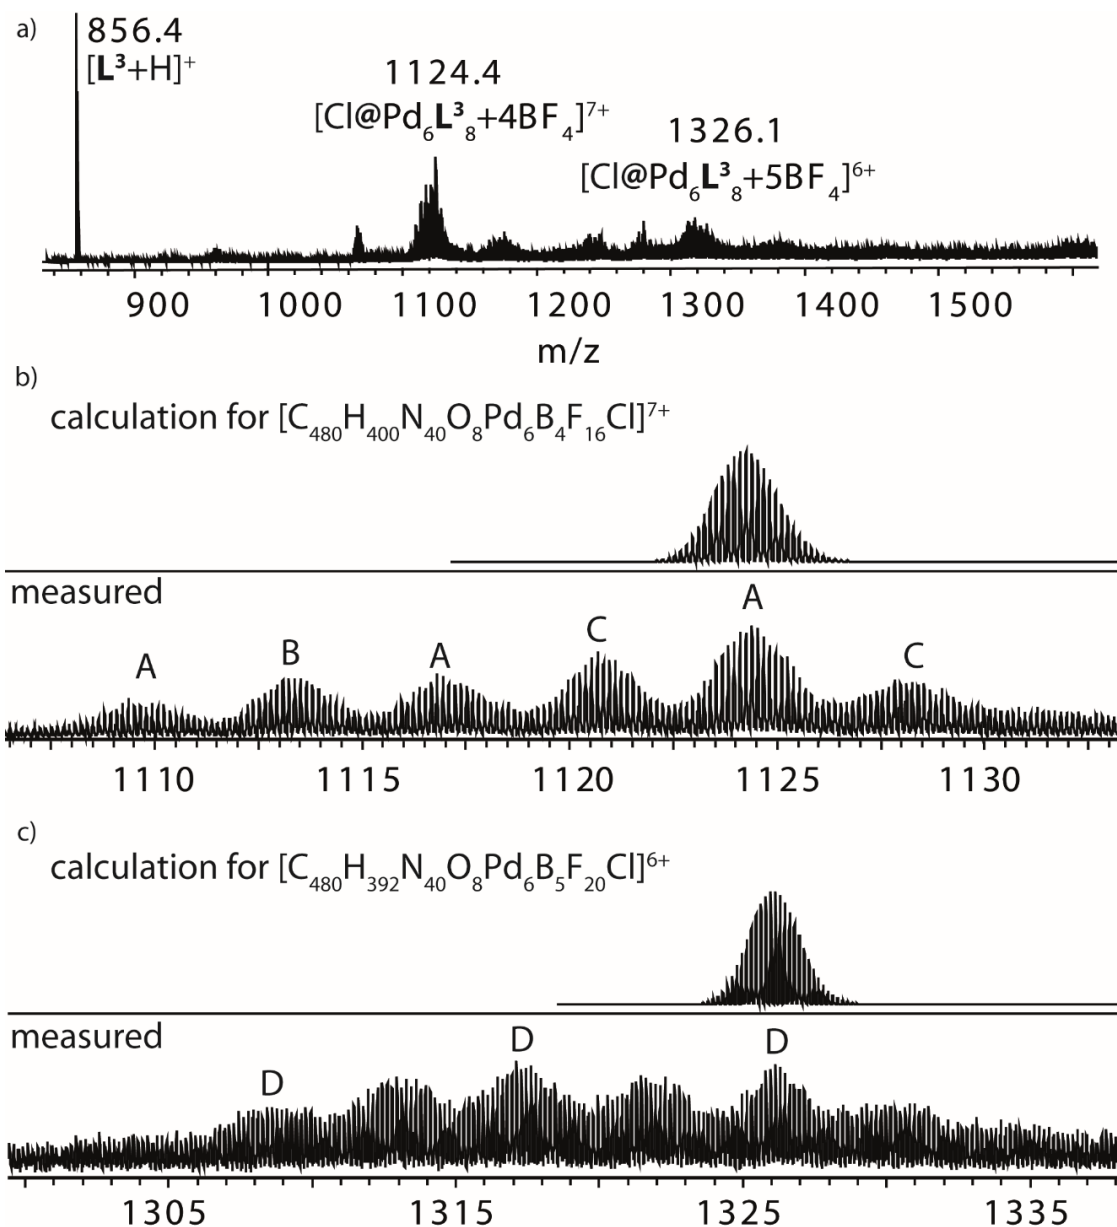 a)
856.4
[L³+H]⁺
1124.4
[Cl@Pd₆L³₈+4BF₄]⁷⁺
1326.1
[Cl@Pd₆L³₈+5BF₄]⁶⁺
900 1000 1100 1200 1300 1400 1500
m/z
b)
calculation for [C₄₈₀H₄₀₀N₄₀O₈Pd₆B₄F₁₆Cl]⁷⁺
measured
A B A C A C
1110 1115 1120 1125 1130
c)
calculation for [C₄₈₀H₃₉₂N₄₀O₈Pd₆B₅F₂₀Cl]⁶⁺
measured
D D D
1305 1315 1325 1335